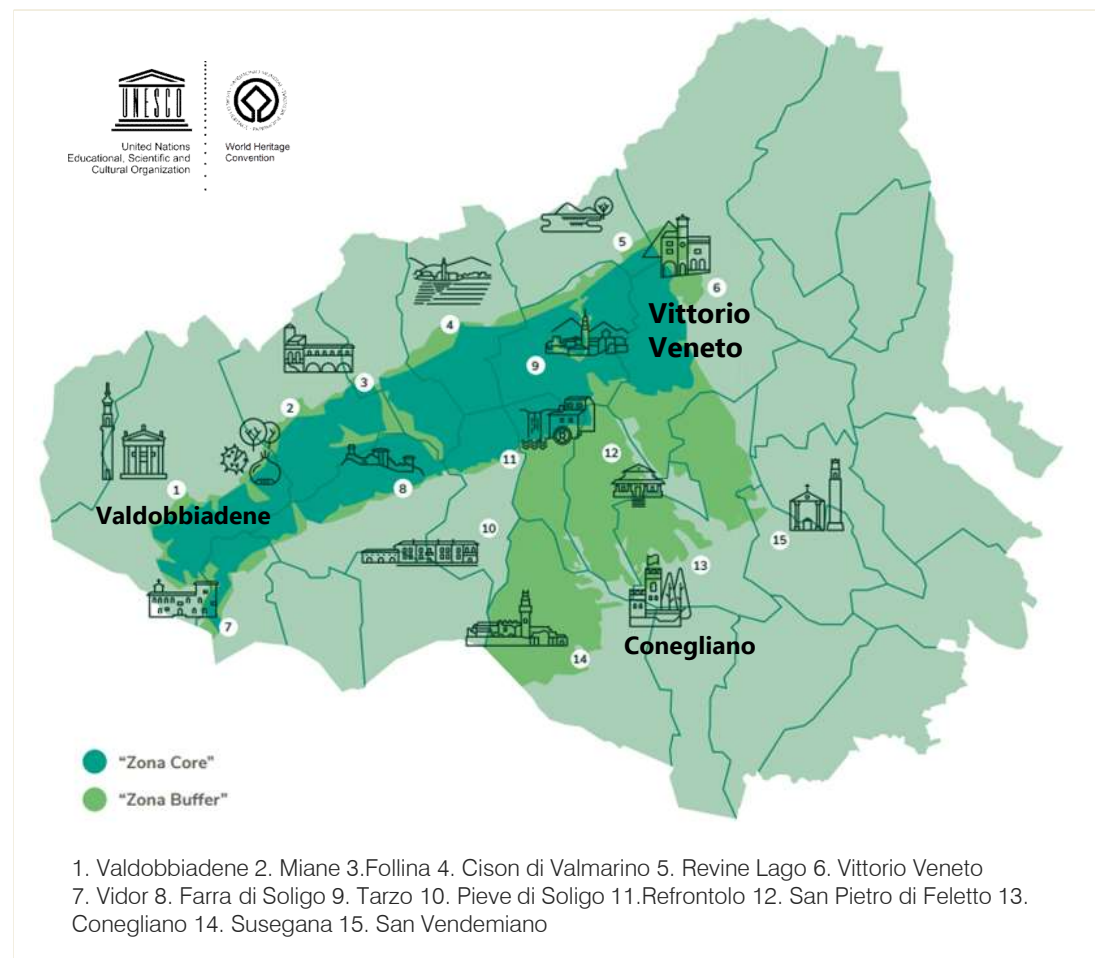 UNESCO
United Nations
Educational, Scientific and
Cultural Organization
World Heritage
Convention
5
6
Vittorio
Veneto
4
9
3
2
11
12
8
1
Valdobbiadene
10
15
13
7
Conegliano
14
“Zona Core”
“Zona Buffer”
1. Valdobbiadene 2. Miane 3.Follina 4. Cison di Valmarino 5. Revine Lago 6. Vittorio Veneto
7. Vidor 8. Farra di Soligo 9. Tarzo 10. Pieve di Soligo 11.Refrontolo 12. San Pietro di Feletto 13.
Conegliano 14. Susegana 15. San Vendemiano